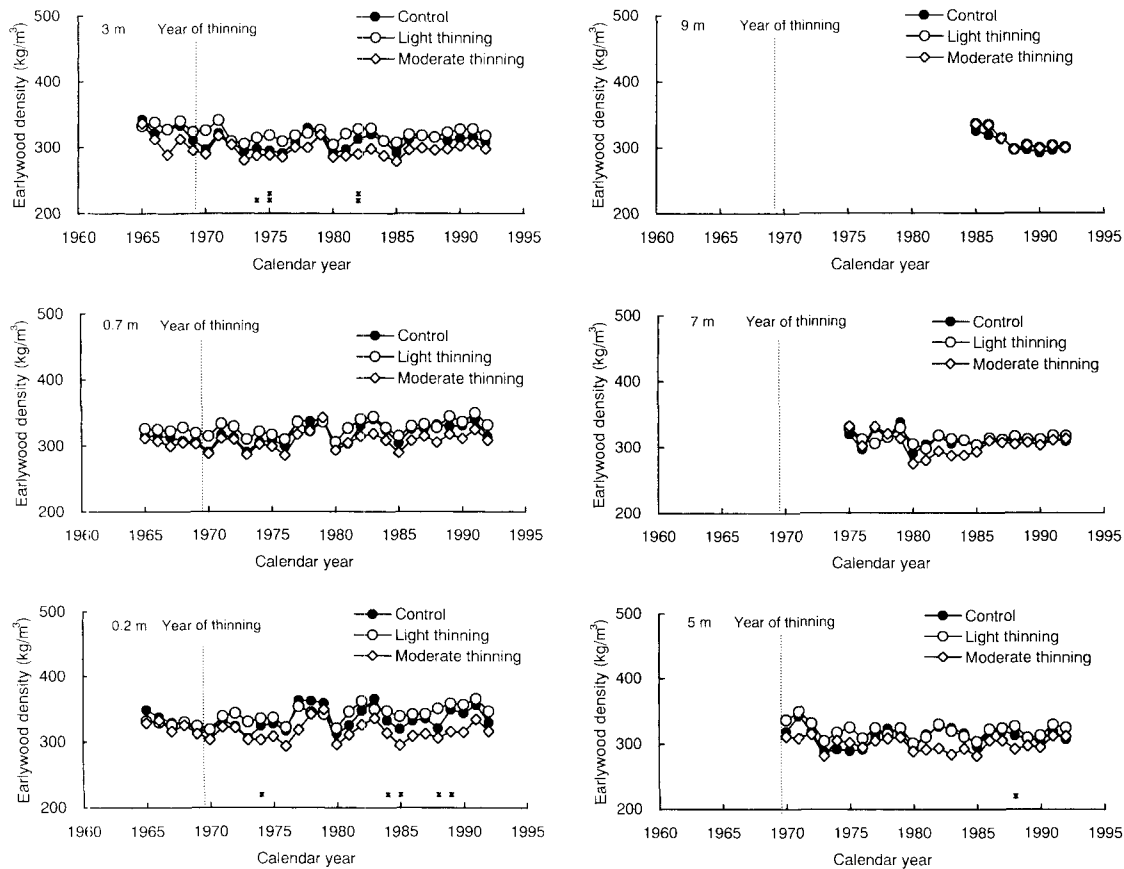 500
400
300
200
Earlywood density (kg/m³)
3 m Year of thinning
Control
Light thinning
Moderate thinning
1960 1965 1970 1975 1980 1985 1990 1995
Calendar year
500
400
300
200
Earlywood density (kg/m³)
9 m Year of thinning
Control
Light thinning
Moderate thinning
1960 1965 1970 1975 1980 1985 1990 1995
Calendar year
500
400
300
200
Earlywood density (kg/m³)
0.7 m Year of thinning
Control
Light thinning
Moderate thinning
1960 1965 1970 1975 1980 1985 1990 1995
Calendar year
500
400
300
200
Earlywood density (kg/m³)
7 m Year of thinning
Control
Light thinning
Moderate thinning
1960 1965 1970 1975 1980 1985 1990 1995
Calendar year
500
400
300
200
Earlywood density (kg/m³)
0.2 m Year of thinning
Control
Light thinning
Moderate thinning
1960 1965 1970 1975 1980 1985 1990 1995
Calendar year
500
400
300
200
Earlywood density (kg/m³)
5 m Year of thinning
Control
Light thinning
Moderate thinning
1960 1965 1970 1975 1980 1985 1990 1995
Calendar year